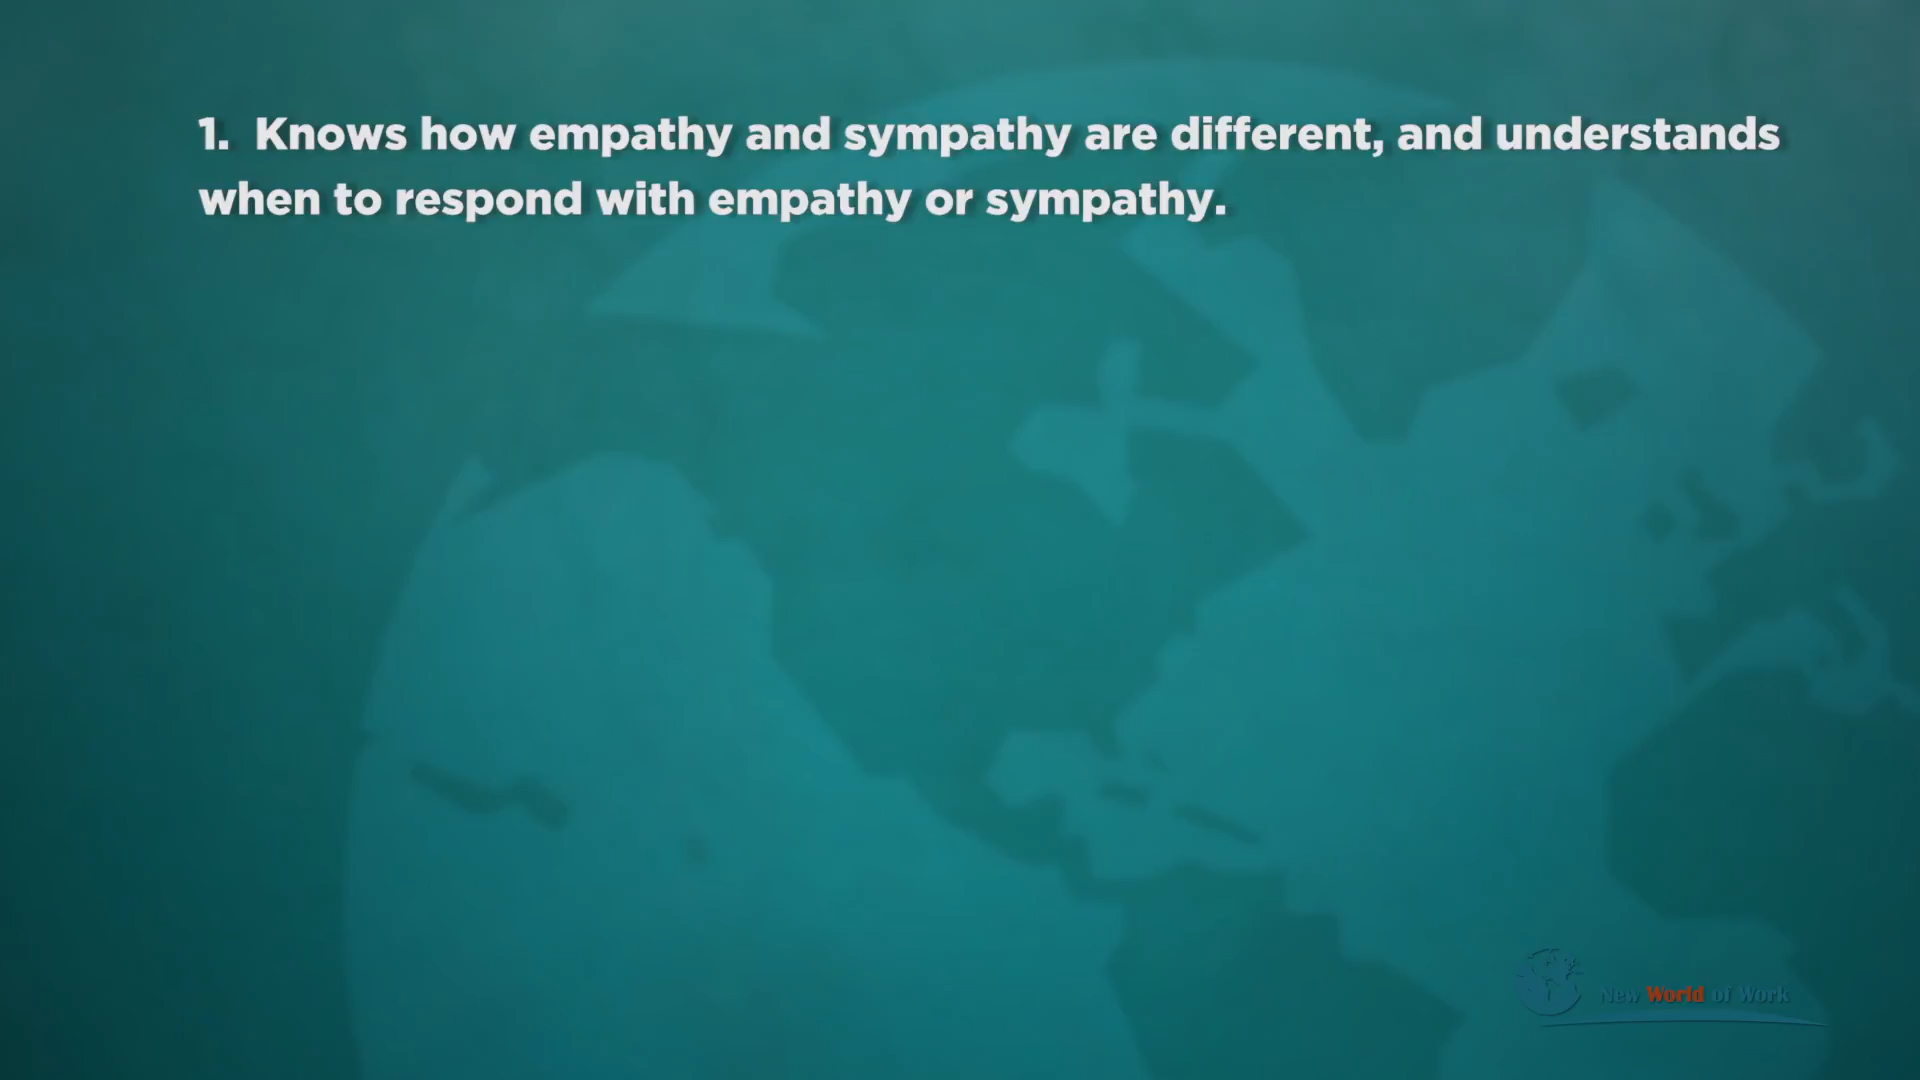 1. Knows how empathy and sympathy are different, and understands
when to respond with empathy or sympathy.
New World of Work